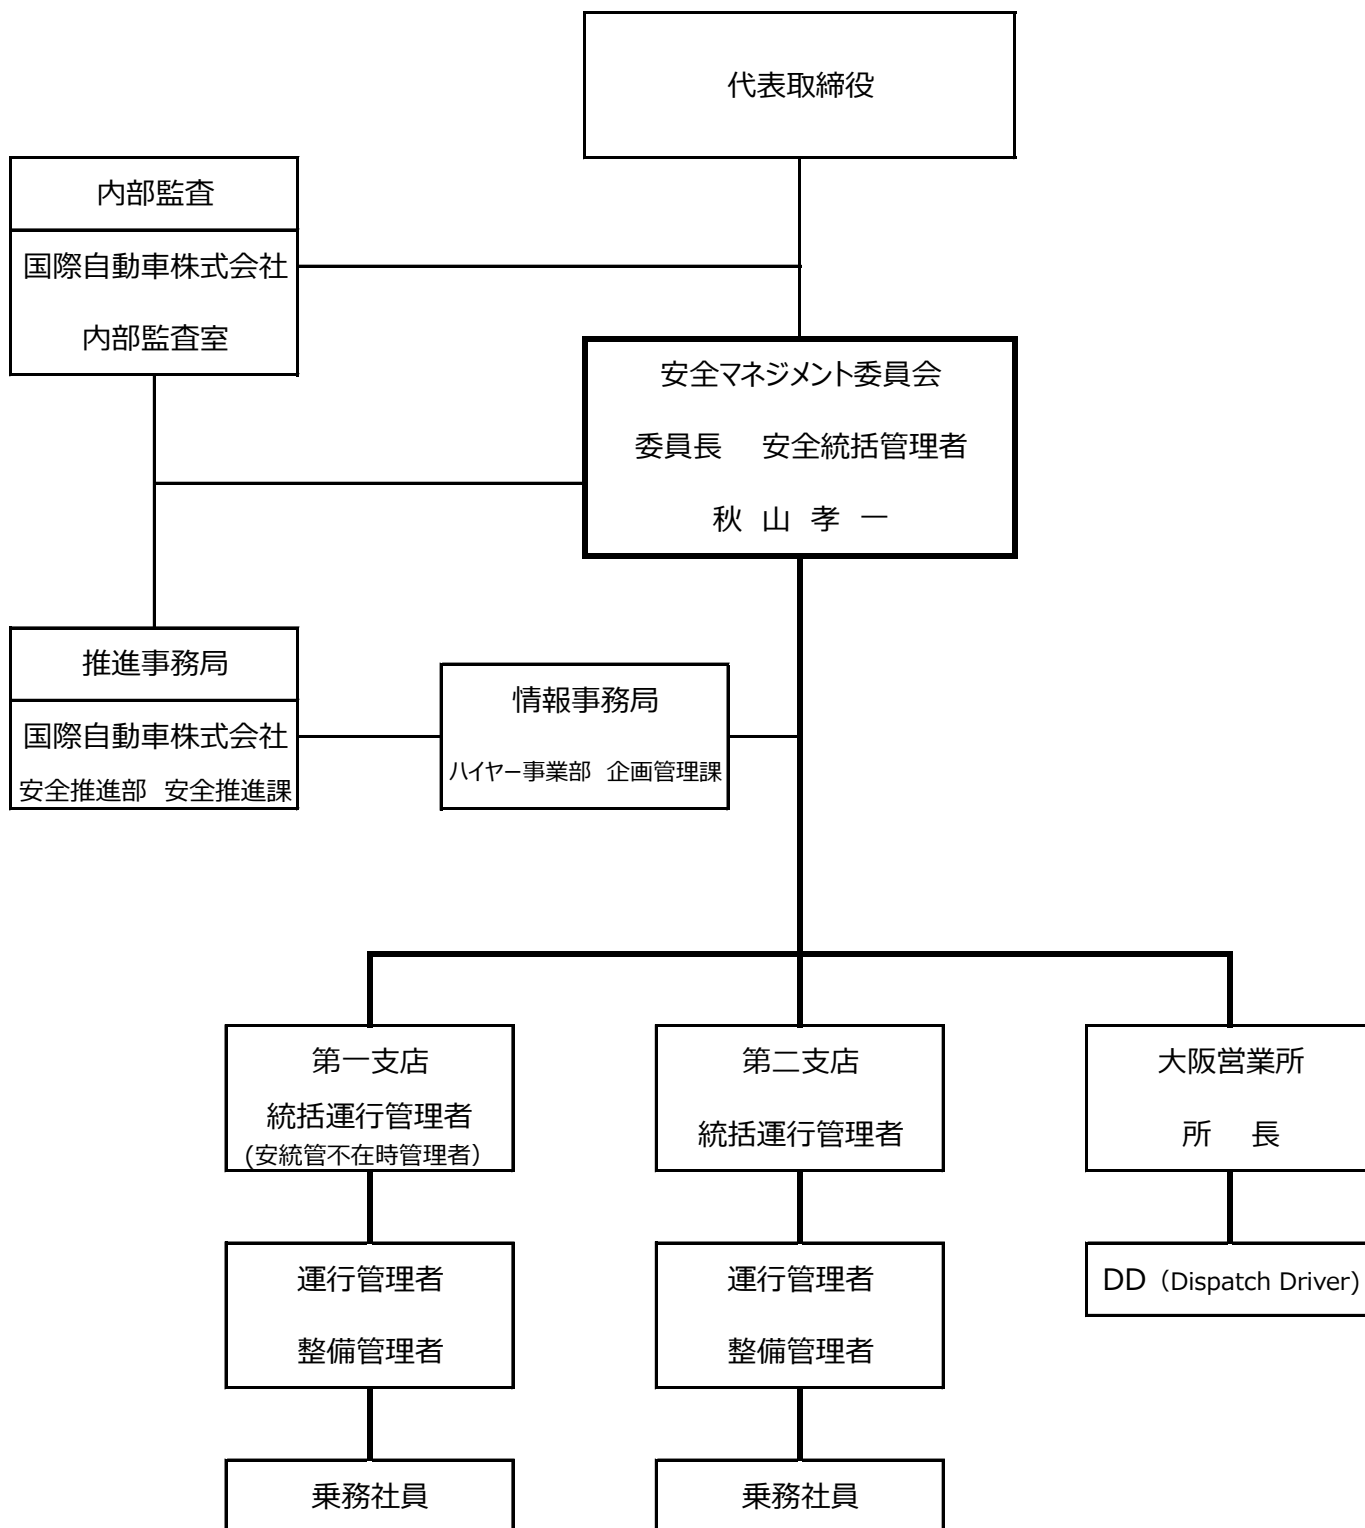 代表取締役
内部監査
国際自動車株式会社
内部監査室
安全マネジメント委員会
委員長 安全統括管理者
秋 山 孝 一
推進事務局
国際自動車株式会社
安全推進部 安全推進課
情報事務局
ハイヤー事業部 企画管理課
第一支店
統括運行管理者
(安統管不在時管理者)
第二支店
統括運行管理者
大阪営業所
所 長
運行管理者
整備管理者
運行管理者
整備管理者
DD (Dispatch Driver)
乗務社員
乗務社員